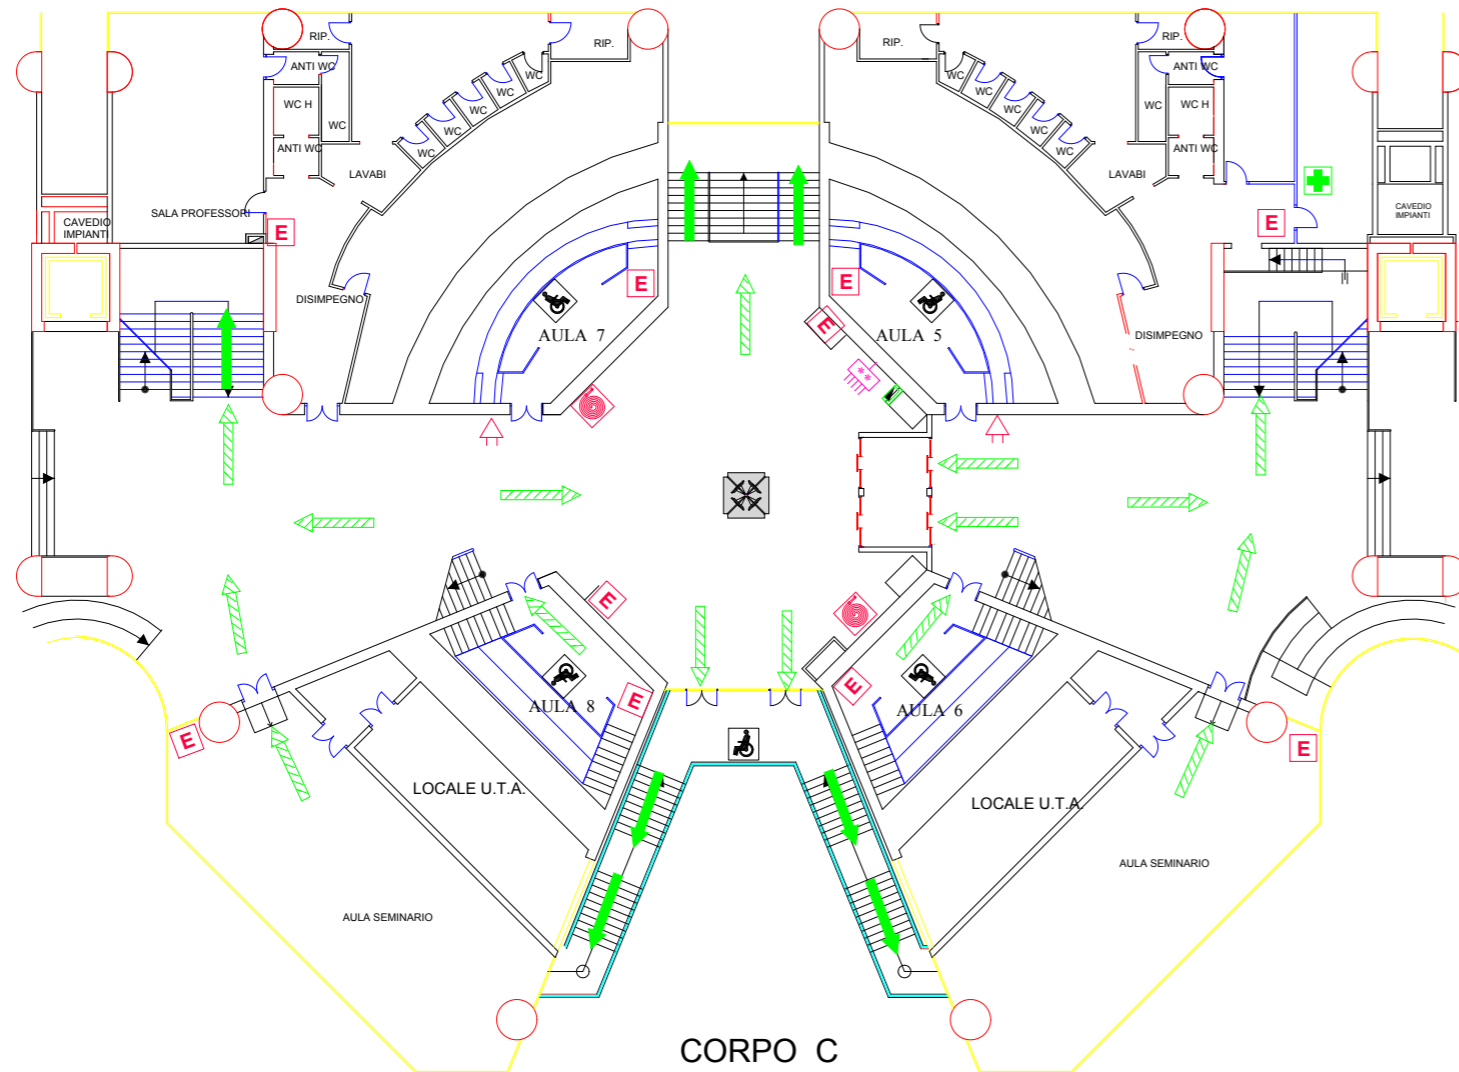 RIP.
RIP.
RIP.
RIP.
ANTI WC
WC
WC
WC
WC
WC
WC H
WC
ANTI WC
LAVABI
WC
WC
WC
WC
WC
ANTI WC
WC
WC H
ANTI WC
LAVABI
SALA PROFESSORI
CAVEDIO
IMPIANTI
CAVEDIO
IMPIANTI
E
E
E
E
E
DISIMPEGNO
DISIMPEGNO
AULA 7
AULA 5
E
E
E
E
E
AULA 8
AULA 6
LOCALE U.T.A.
LOCALE U.T.A.
AULA SEMINARIO
AULA SEMINARIO
CORPO C